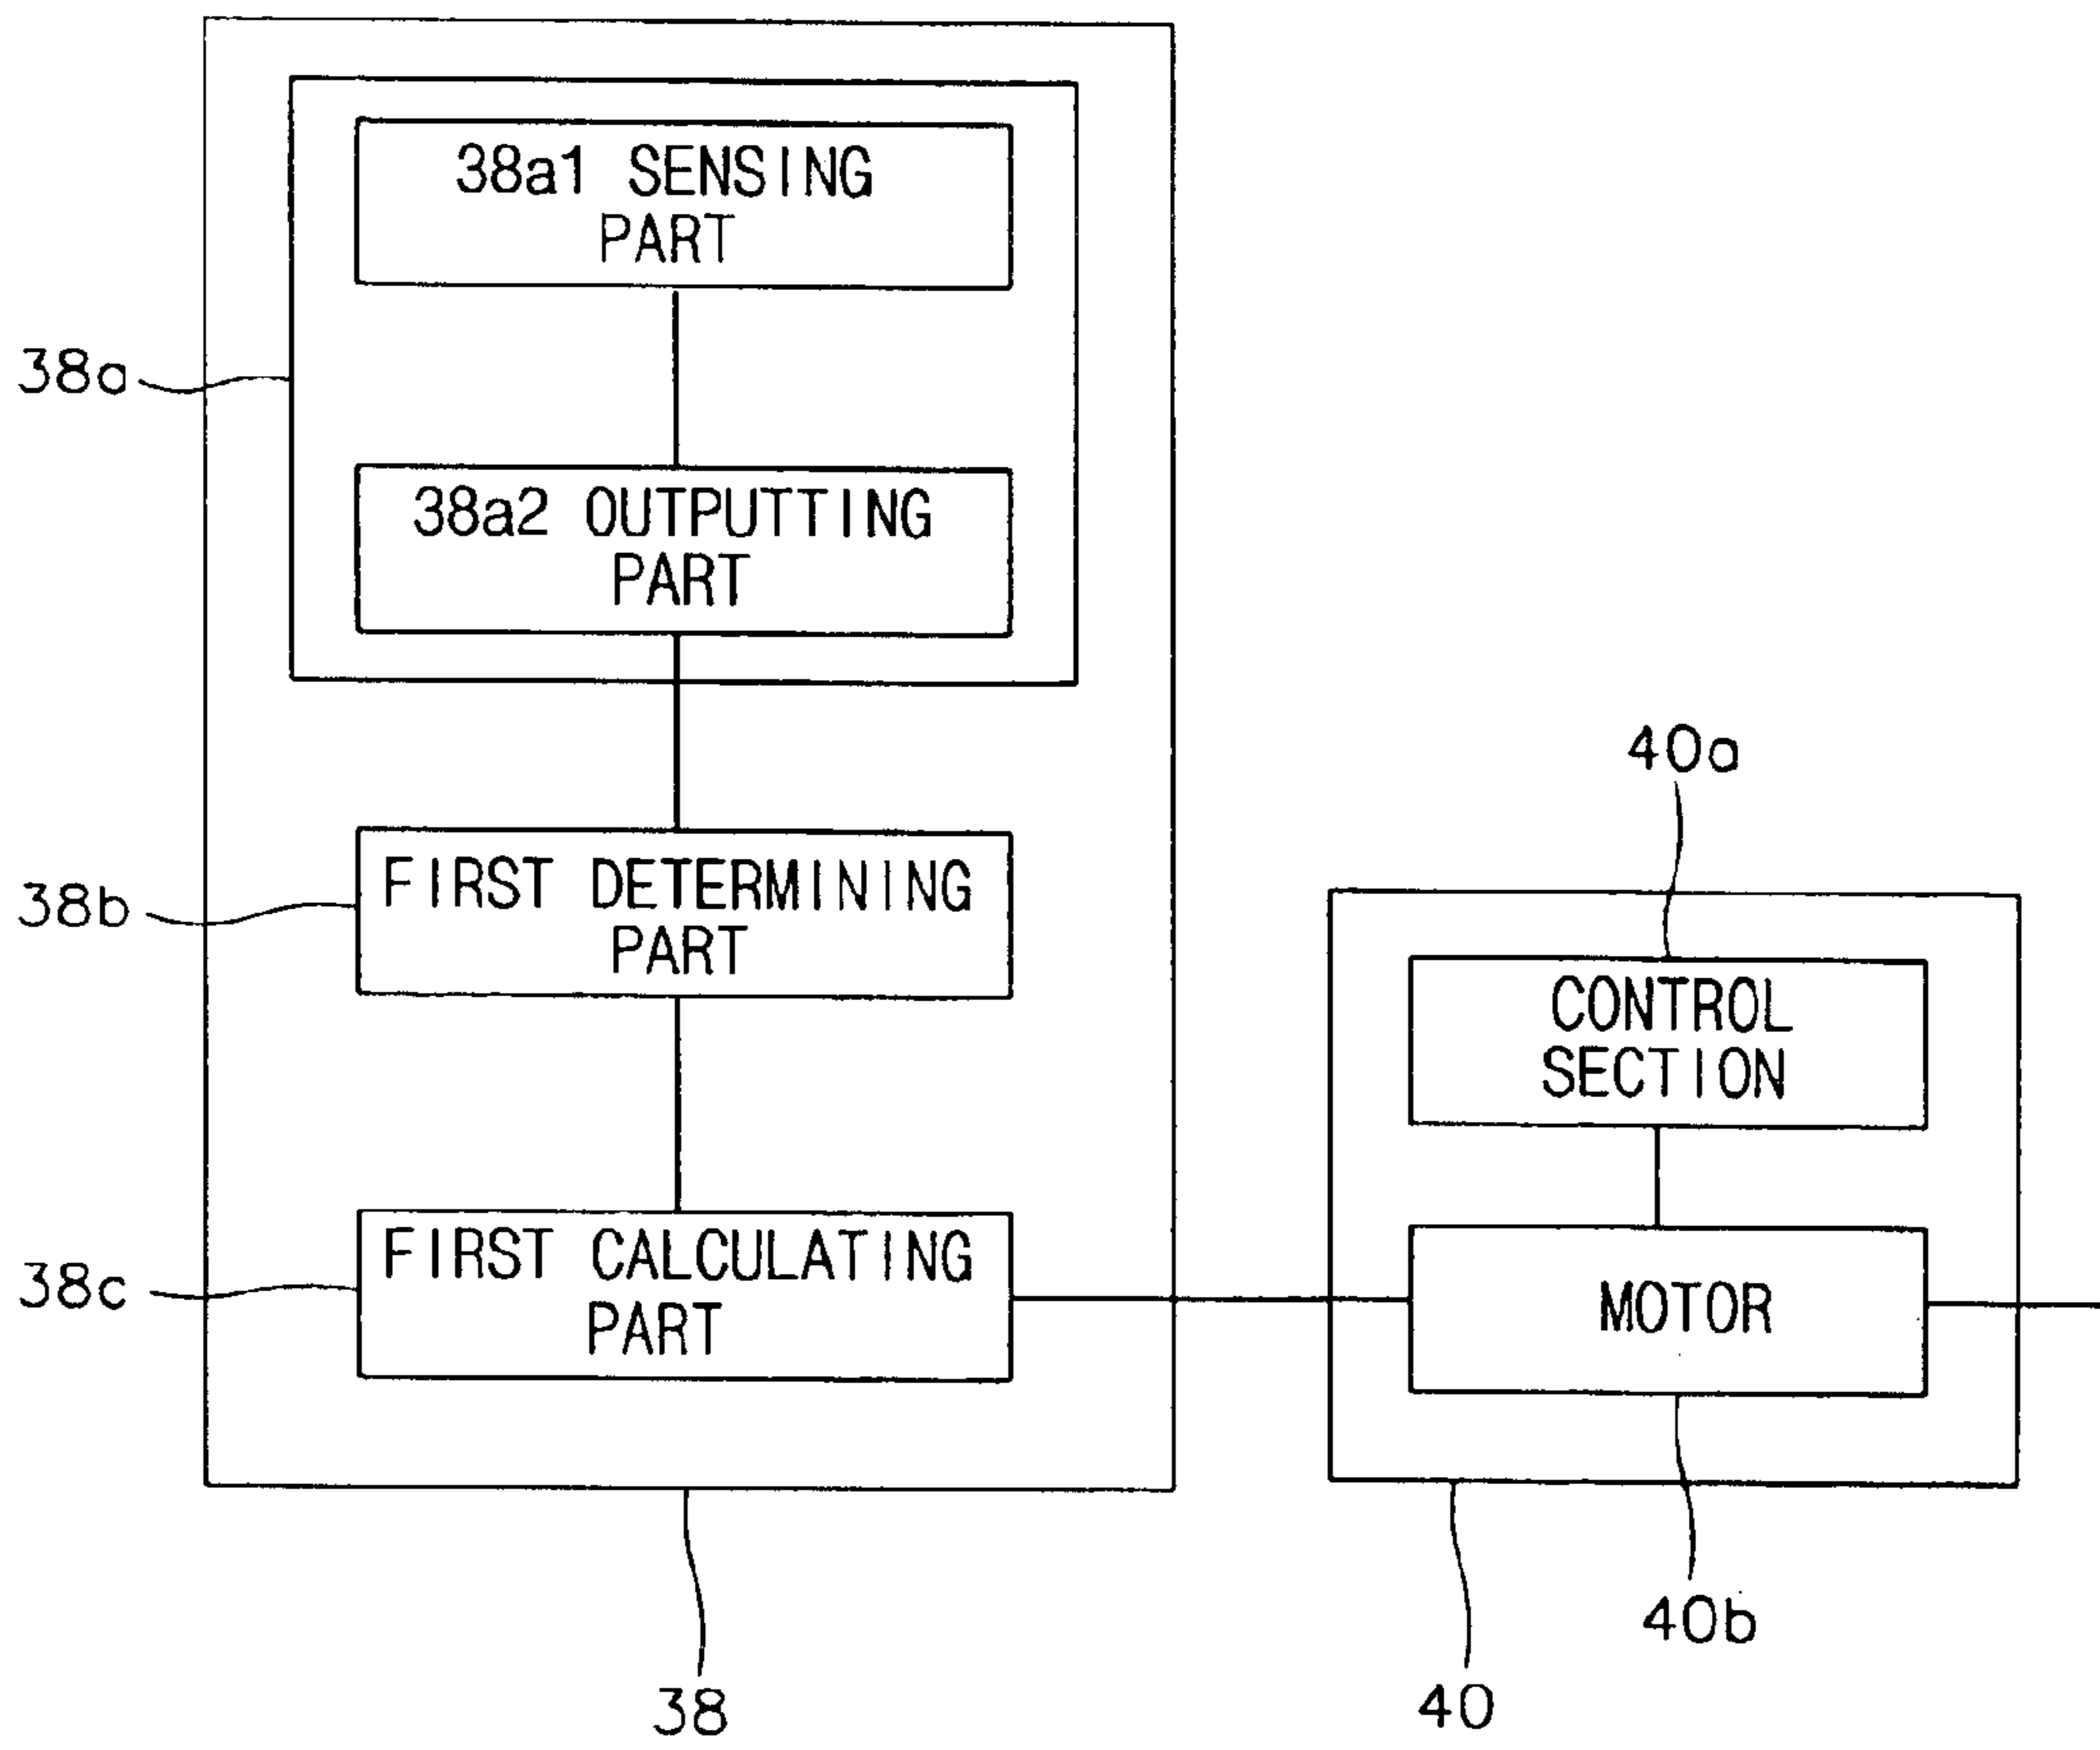 38a1 SENSING
PART
38a
38a2 OUTPUTTING
PART
40a
38b
FIRST DETERMINING
PART
CONTROL
SECTION
38c
FIRST CALCULATING
PART
MOTOR
40b
38
40